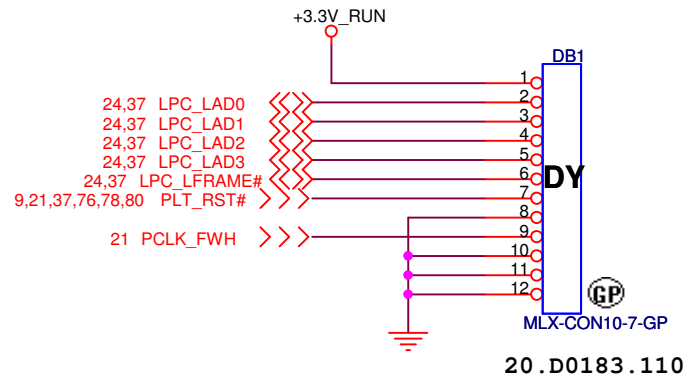 +3.3V_RUN
DB1
1
24,37 LPC_LAD0 2
24,37 LPC_LAD1 3
24,37 LPC_LAD2 4
24,37 LPC_LAD3 5
24,37 LPC_LFRAME# 6
DY
9,21,37,76,78,80 PLT_RST# 7
8
21 PCLK_FWH 9
10
11
12
GP
MLX-CON10-7-GP
20.D0183.110